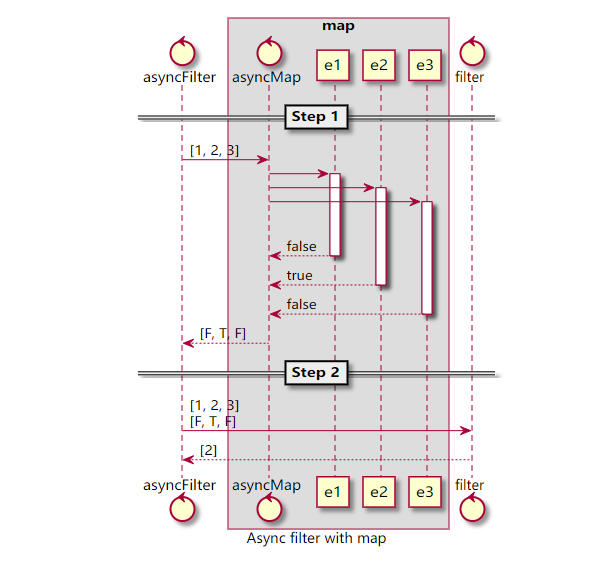 map
asyncFilter asyncMap e1 e2 e3 filter
Step 1
[1, 2, 3]
false
true
false
[F, T, F]
Step 2
[1, 2, 3]
[F, T, F]
[2]
asyncFilter asyncMap e1 e2 e3 filter
Async filter with map